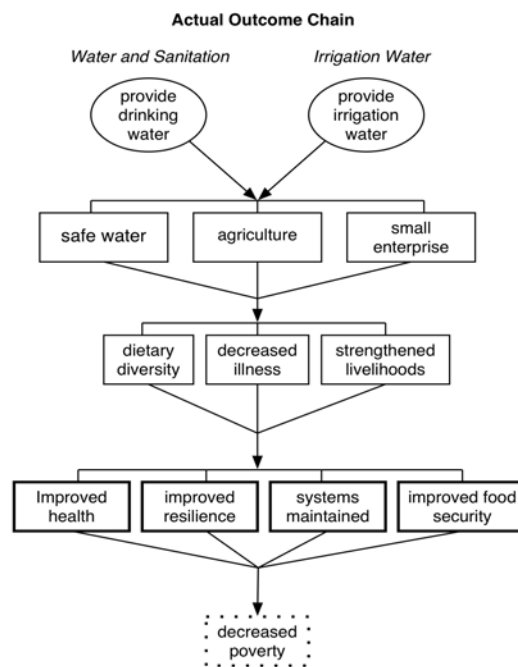 Actual Outcome Chain
Water and Sanitation
Irrigation Water
provide
drinking
water
provide
irrigation
water
safe water
agriculture
small
enterprise
dietary
diversity
decreased
illness
strengthened
livelihoods
Improved
health
improved
resilience
systems
maintained
improved food
security
decreased
poverty